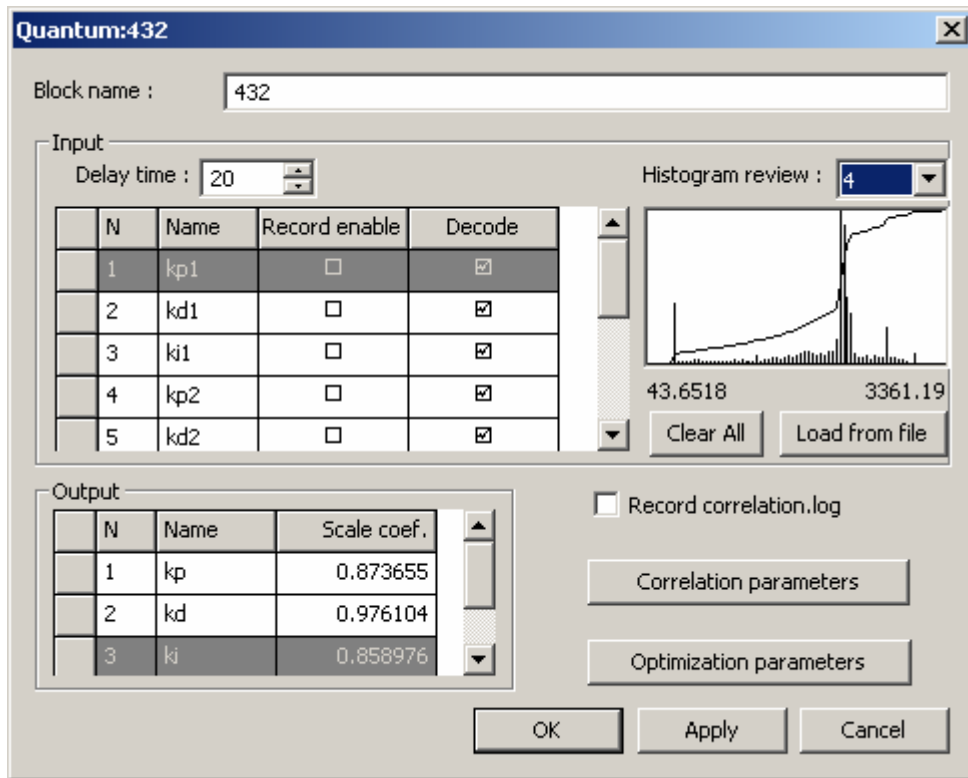 Quantum:432
Block name : 432
Input
Delay time : 20 Histogram review : 4
N Name Record enable Decode
1 kp1
2 kd1
3 ki1
4 kp2
5 kd2
43.6518 3361.19
Clear All Load from file
Output
N Name Scale coef.
1 kp 0.873655
2 kd 0.976104
3 ki 0.858976
Record correlation.log
Correlation parameters
Optimization parameters
OK Apply Cancel